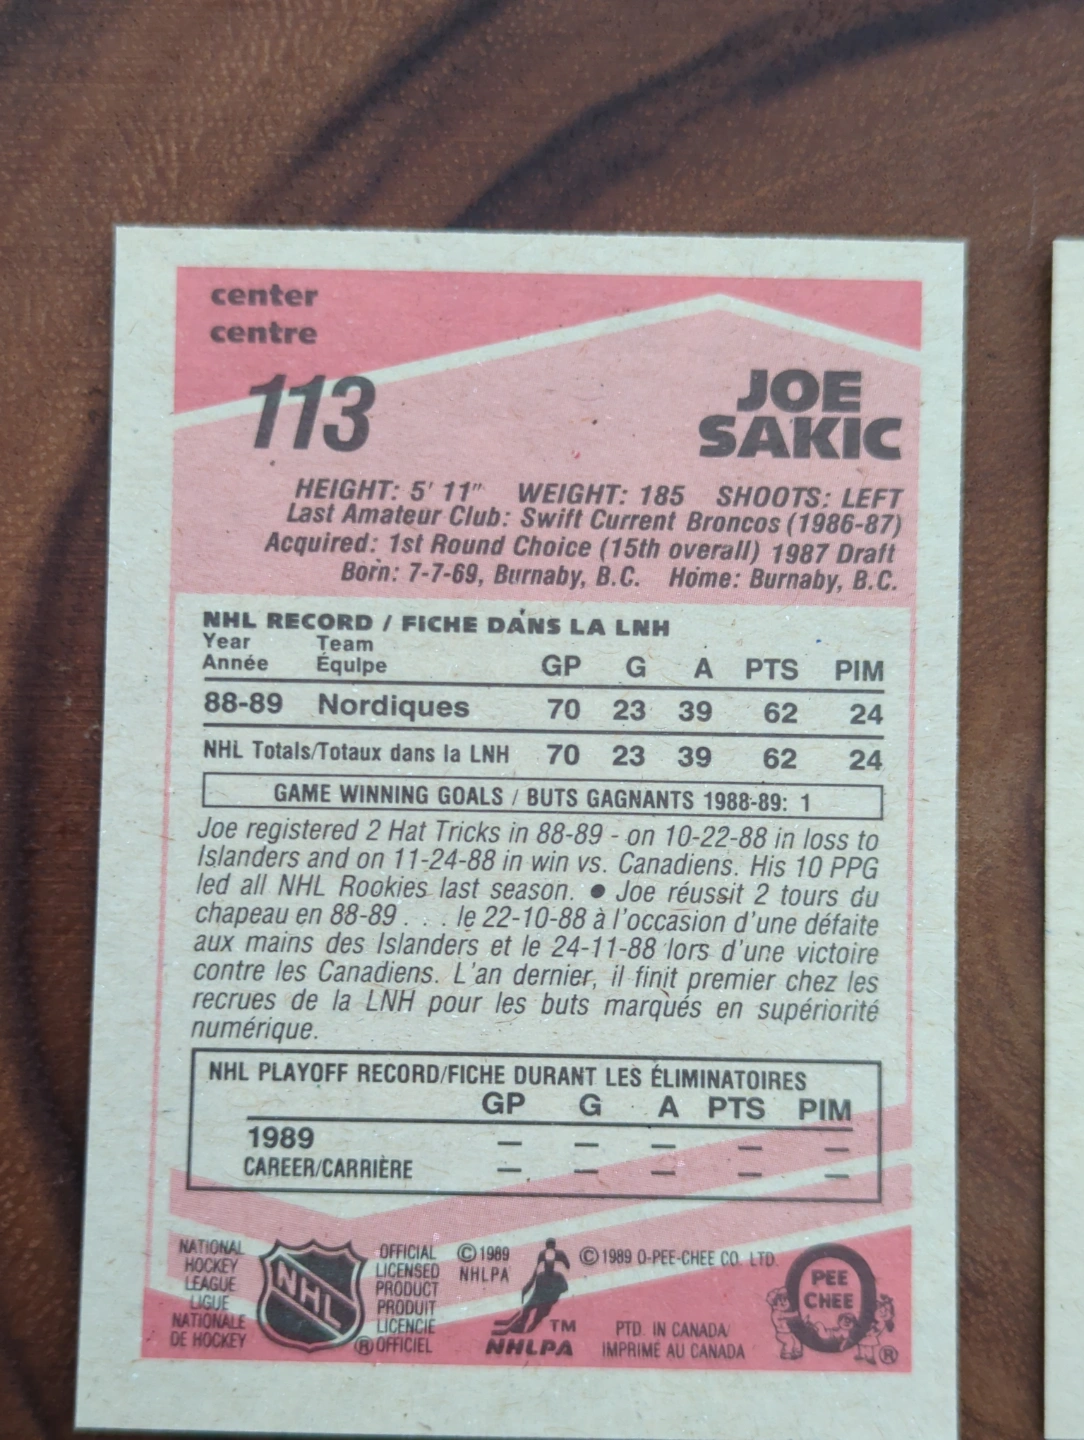 center
centre
113
JOE
SAKIC
HEIGHT: 5' 11" WEIGHT: 185 SHOOTS: LEFT
Last Amateur Club: Swift Current Broncos (1986-87)
Acquired: 1st Round Choice (15th overall) 1987 Draft
Born: 7-7-69, Burnaby, B.C. Home: Burnaby, B.C.
NHL RECORD / FICHE DANS LA LNH
Year Team
Année Équipe GP G A PTS PIM
88-89 Nordiques 70 23 39 62 24
NHL Totals/Totaux dans la LNH 70 23 39 62 24
GAME WINNING GOALS / BUTS GAGNANTS 1988-89: 1
Joe registered 2 Hat Tricks in 88-89 - on 10-22-88 in loss to
Islanders and on 11-24-88 in win vs. Canadiens. His 10 PPG
led all NHL Rookies last season. ● Joe réussit 2 tours du
chapeau en 88-89 . . . le 22-10-88 à l'occasion d'une défaite
aux mains des Islanders et le 24-11-88 lors d'une victoire
contre les Canadiens. L'an dernier, il finit premier chez les
recrues de la LNH pour les buts marqués en supériorité
numérique.
NHL PLAYOFF RECORD/FICHE DURANT LES ÉLIMINATOIRES
GP G A PTS PIM
1989 — — — — —
CAREER/CARRIÈRE — — — — —
NATIONAL
HOCKEY
LEAGUE
LIGUE
NATIONALE
DE HOCKEY
NHL
®
OFFICIAL
LICENSED
PRODUCT
PRODUIT
LICENCIE
OFFICIEL
© 1989
NHLPA
TM
NHLPA
© 1989 O-PEE-CHEE CO. LTD.
PTD. IN CANADA/
IMPRIMÉ AU CANADA
O
PEE
CHEE
®